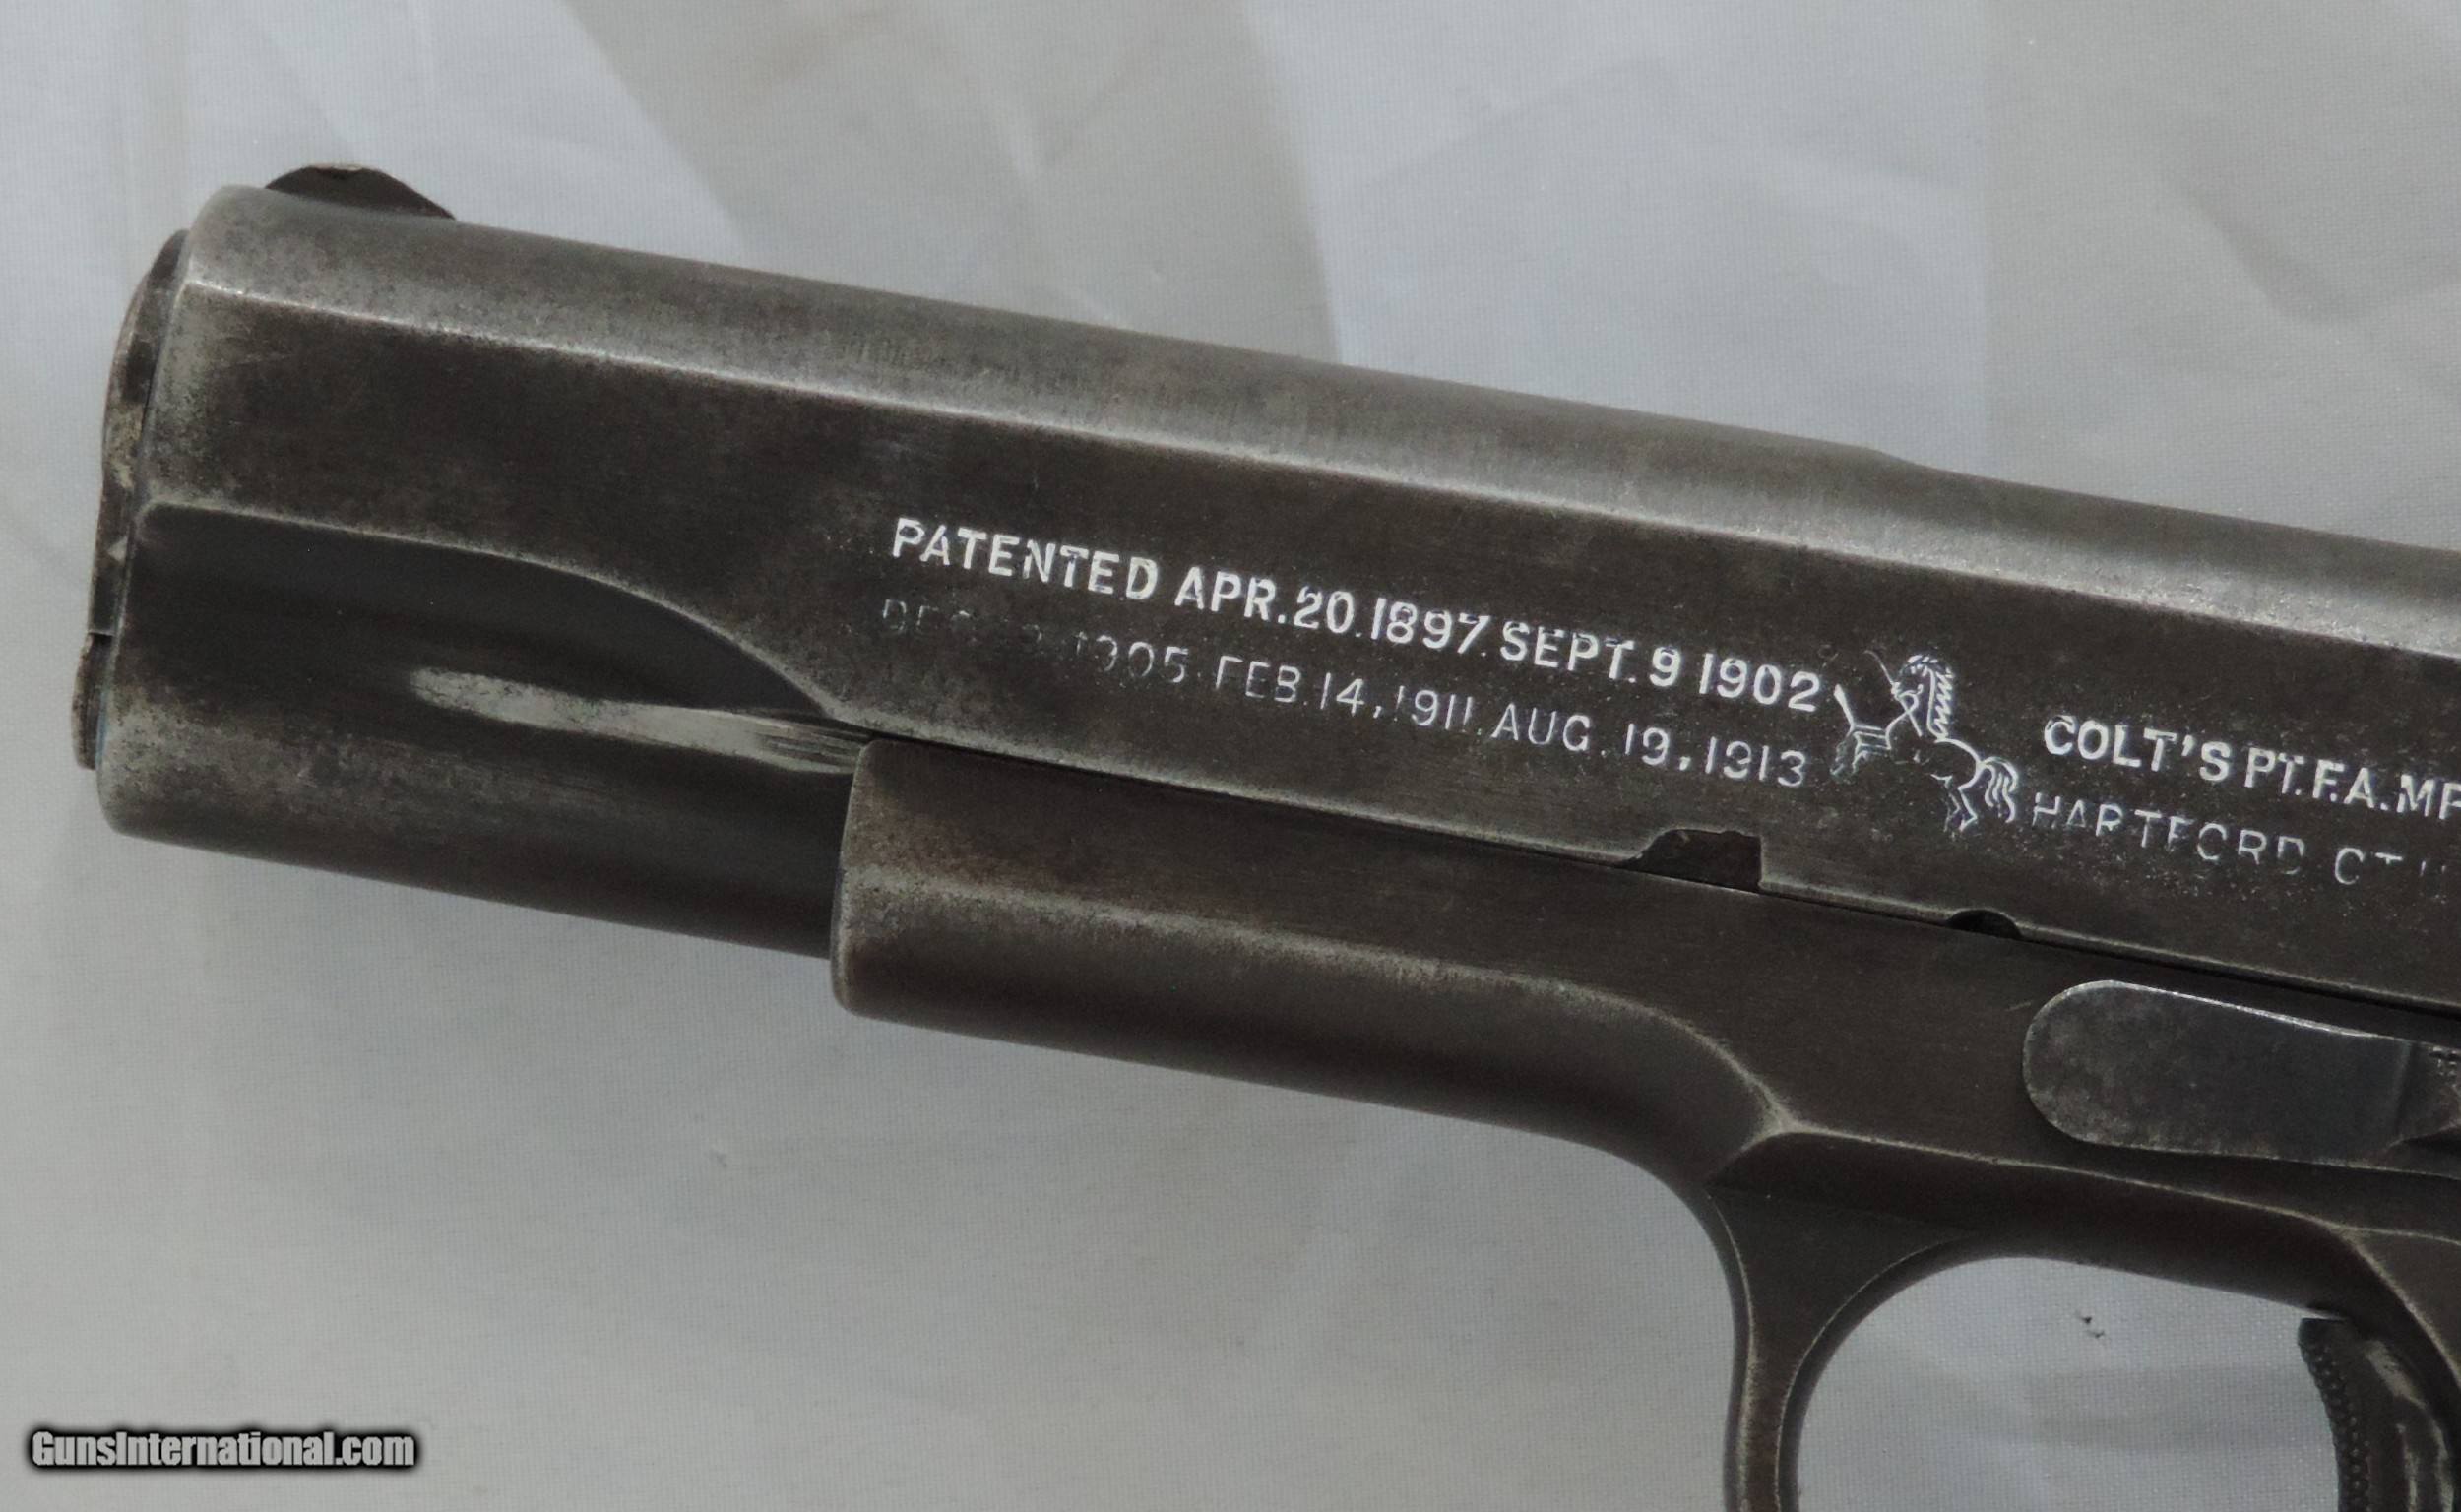 PATENTED APR.20.1897.SEPT.9 1902
1905.FEB.14,1911.AUG.19,1913
COLT'S PT.F.A.MF
HARTFORD.CT
GunsInternational.com